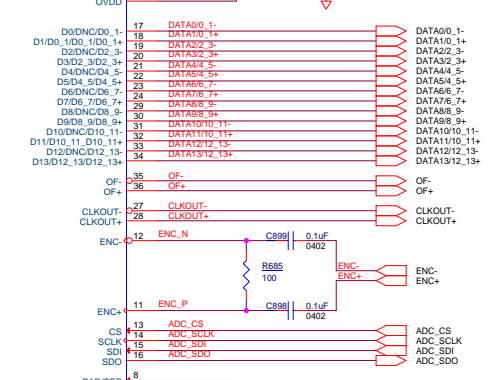 OVDD
D0/DNC/D0_1- 17 DATA0/0_1- DATA0/0_1-
D1/D0_1/D0_1/D0_1+ 18 DATA1/0_1+ DATA1/0_1+
D2/DNC/D2_3- 19 DATA2/2_3- DATA2/2_3-
D3/D2_3/D2_3+ 20 DATA3/2_3+ DATA3/2_3+
D4/DNC/D4_5- 21 DATA4/4_5- DATA4/4_5-
D5/D4_5/D4_5+ 22 DATA5/4_5+ DATA5/4_5+
D6/DNC/D6_7- 23 DATA6/6_7- DATA6/6_7-
D7/D6_7/D6_7+ 24 DATA7/6_7+ DATA7/6_7+
D8/DNC/D8_9- 29 DATA8/8_9- DATA8/8_9-
D9/D8_9/D8_9+ 30 DATA9/8_9+ DATA9/8_9+
D10/DNC/D10_11- 31 DATA10/10_11- DATA10/10_11-
D11/D10_11_D10_11+ 32 DATA11/10_11+ DATA11/10_11+
D12/DNC/D12_13- 33 DATA12/12_13- DATA12/12_13-
D13/D12_13/D12_13+ 34 DATA13/12_13+ DATA13/12_13+
OF- 35 OF- OF-
OF+ 36 OF+ OF+
CLKOUT- 27 CLKOUT- CLKOUT-
CLKOUT+ 28 CLKOUT+ CLKOUT+
ENC- 12 ENC_N C899 0.1uF
0402
R685
100
ENC- ENC-
ENC+ ENC+
ENC+ 11 ENC_P C898 0.1uF
0402
CS 13 ADC_CS ADC_CS
SCLK 14 ADC_SCLK ADC_SCLK
SDI 15 ADC_SDI ADC_SDI
SDO 16 ADC_SDO ADC_SDO
8